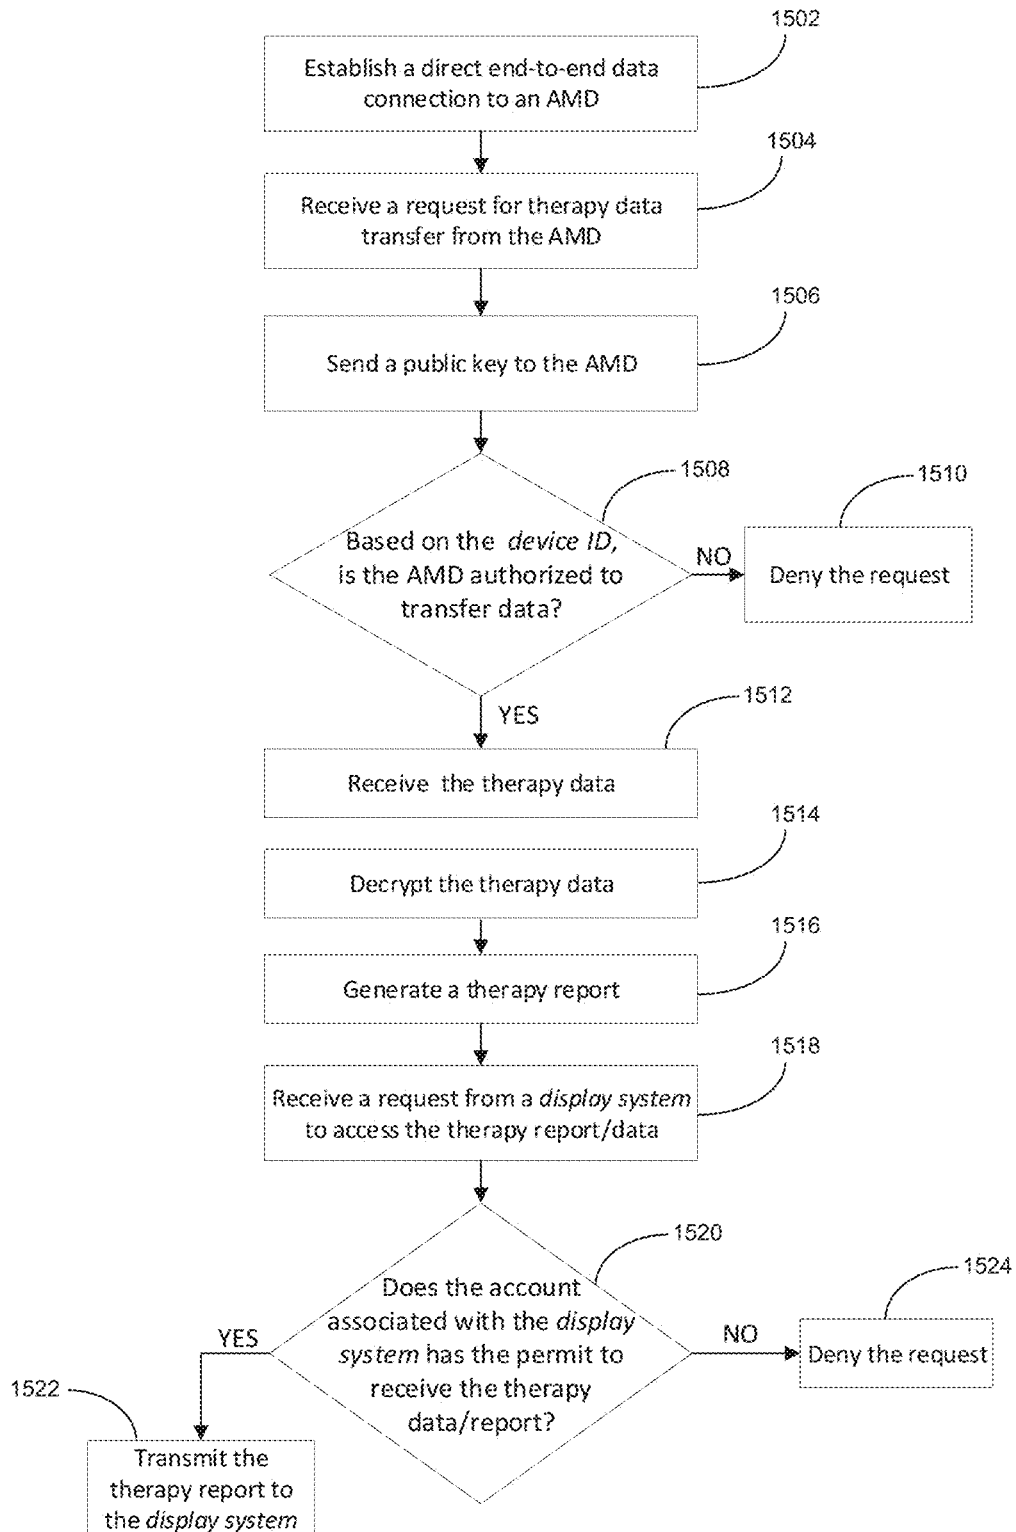 1502
Establish a direct end-to-end data
connection to an AMD
1504
Receive a request for therapy data
transfer from the AMD
1506
Send a public key to the AMD
1508
Based on the device ID,
is the AMD authorized to
transfer data?
NO
1510
Deny the request
YES
1512
Receive the therapy data
1514
Decrypt the therapy data
1516
Generate a therapy report
1518
Receive a request from a display system
to access the therapy report/data
1520
Does the account
associated with the display
system has the permit to
receive the therapy
data/report?
YES
NO
1524
Deny the request
1522
Transmit the
therapy report to
the display system